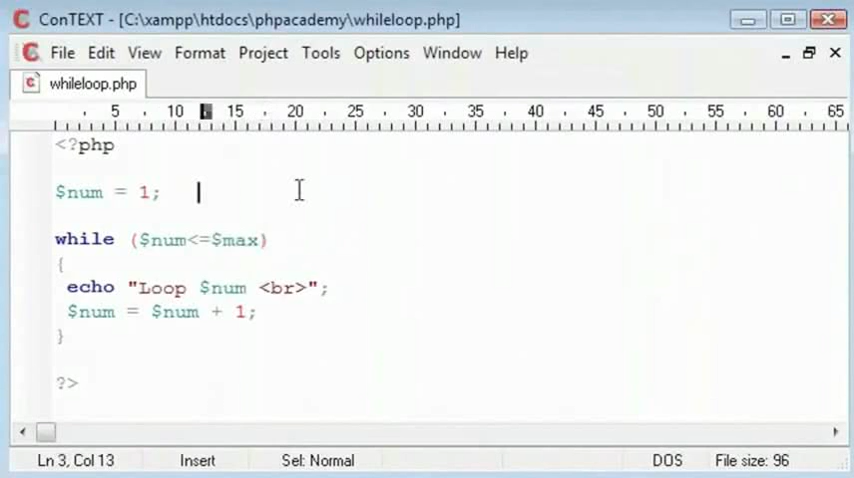 ConTEXT - [C:\xampp\htdocs\phpacademy\whileloop.php]
File Edit View Format Project Tools Options Window Help
whileloop.php
5 10 15 20 25 30 35 40 45 50 55 60 65
<?php
$num = 1;
while ($num<=$max)
{
echo "Loop $num <br>";
$num = $num + 1;
}
?>
Ln 3, Col 13 Insert Sel: Normal DOS File size: 96